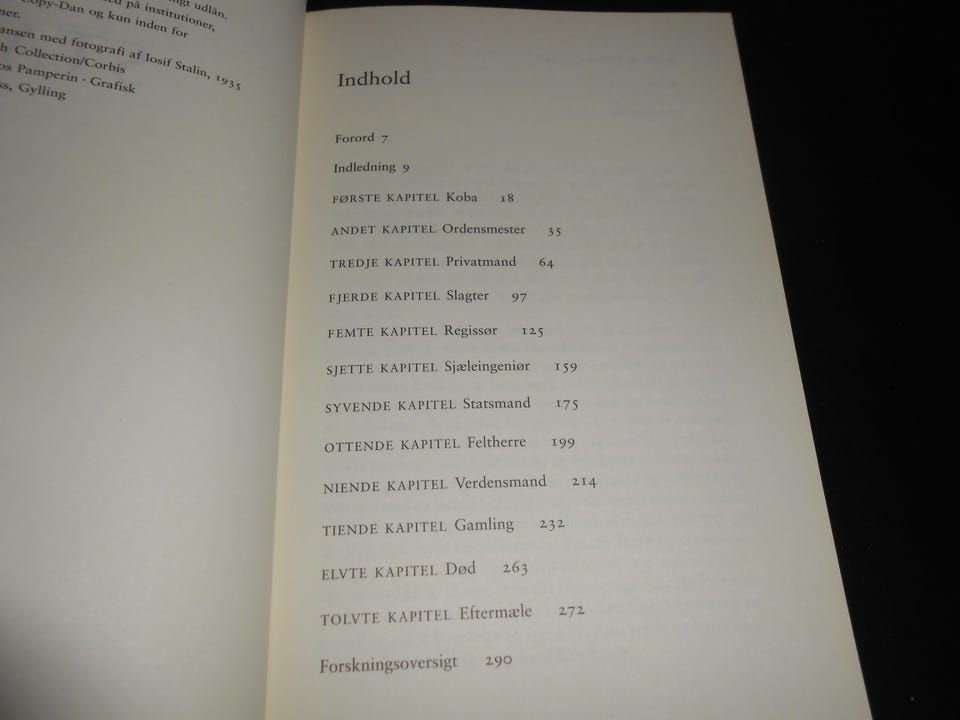 udlån.
på institutioner,
Copy-Dan og kun inden for
med fotografi af Iosif Stalin, 1935
Collection/Corbis
Pamperin · Grafisk
Gylling
Indhold
Forord 7
Indledning 9
FØRSTE KAPITEL Koba 18
ANDET KAPITEL Ordensmester 35
TREDJE KAPITEL Privatmand 64
FJERDE KAPITEL Slagter 97
FEMTE KAPITEL Regissør 125
SJETTE KAPITEL Sjæleingeniør 159
SYVENDE KAPITEL Statsmand 175
OTTENDE KAPITEL Feltherre 199
NIENDE KAPITEL Verdensmand 214
TIENDE KAPITEL Gamling 232
ELVTE KAPITEL Død 263
TOLVTE KAPITEL Eftermæle 272
Forskningsoversigt 290